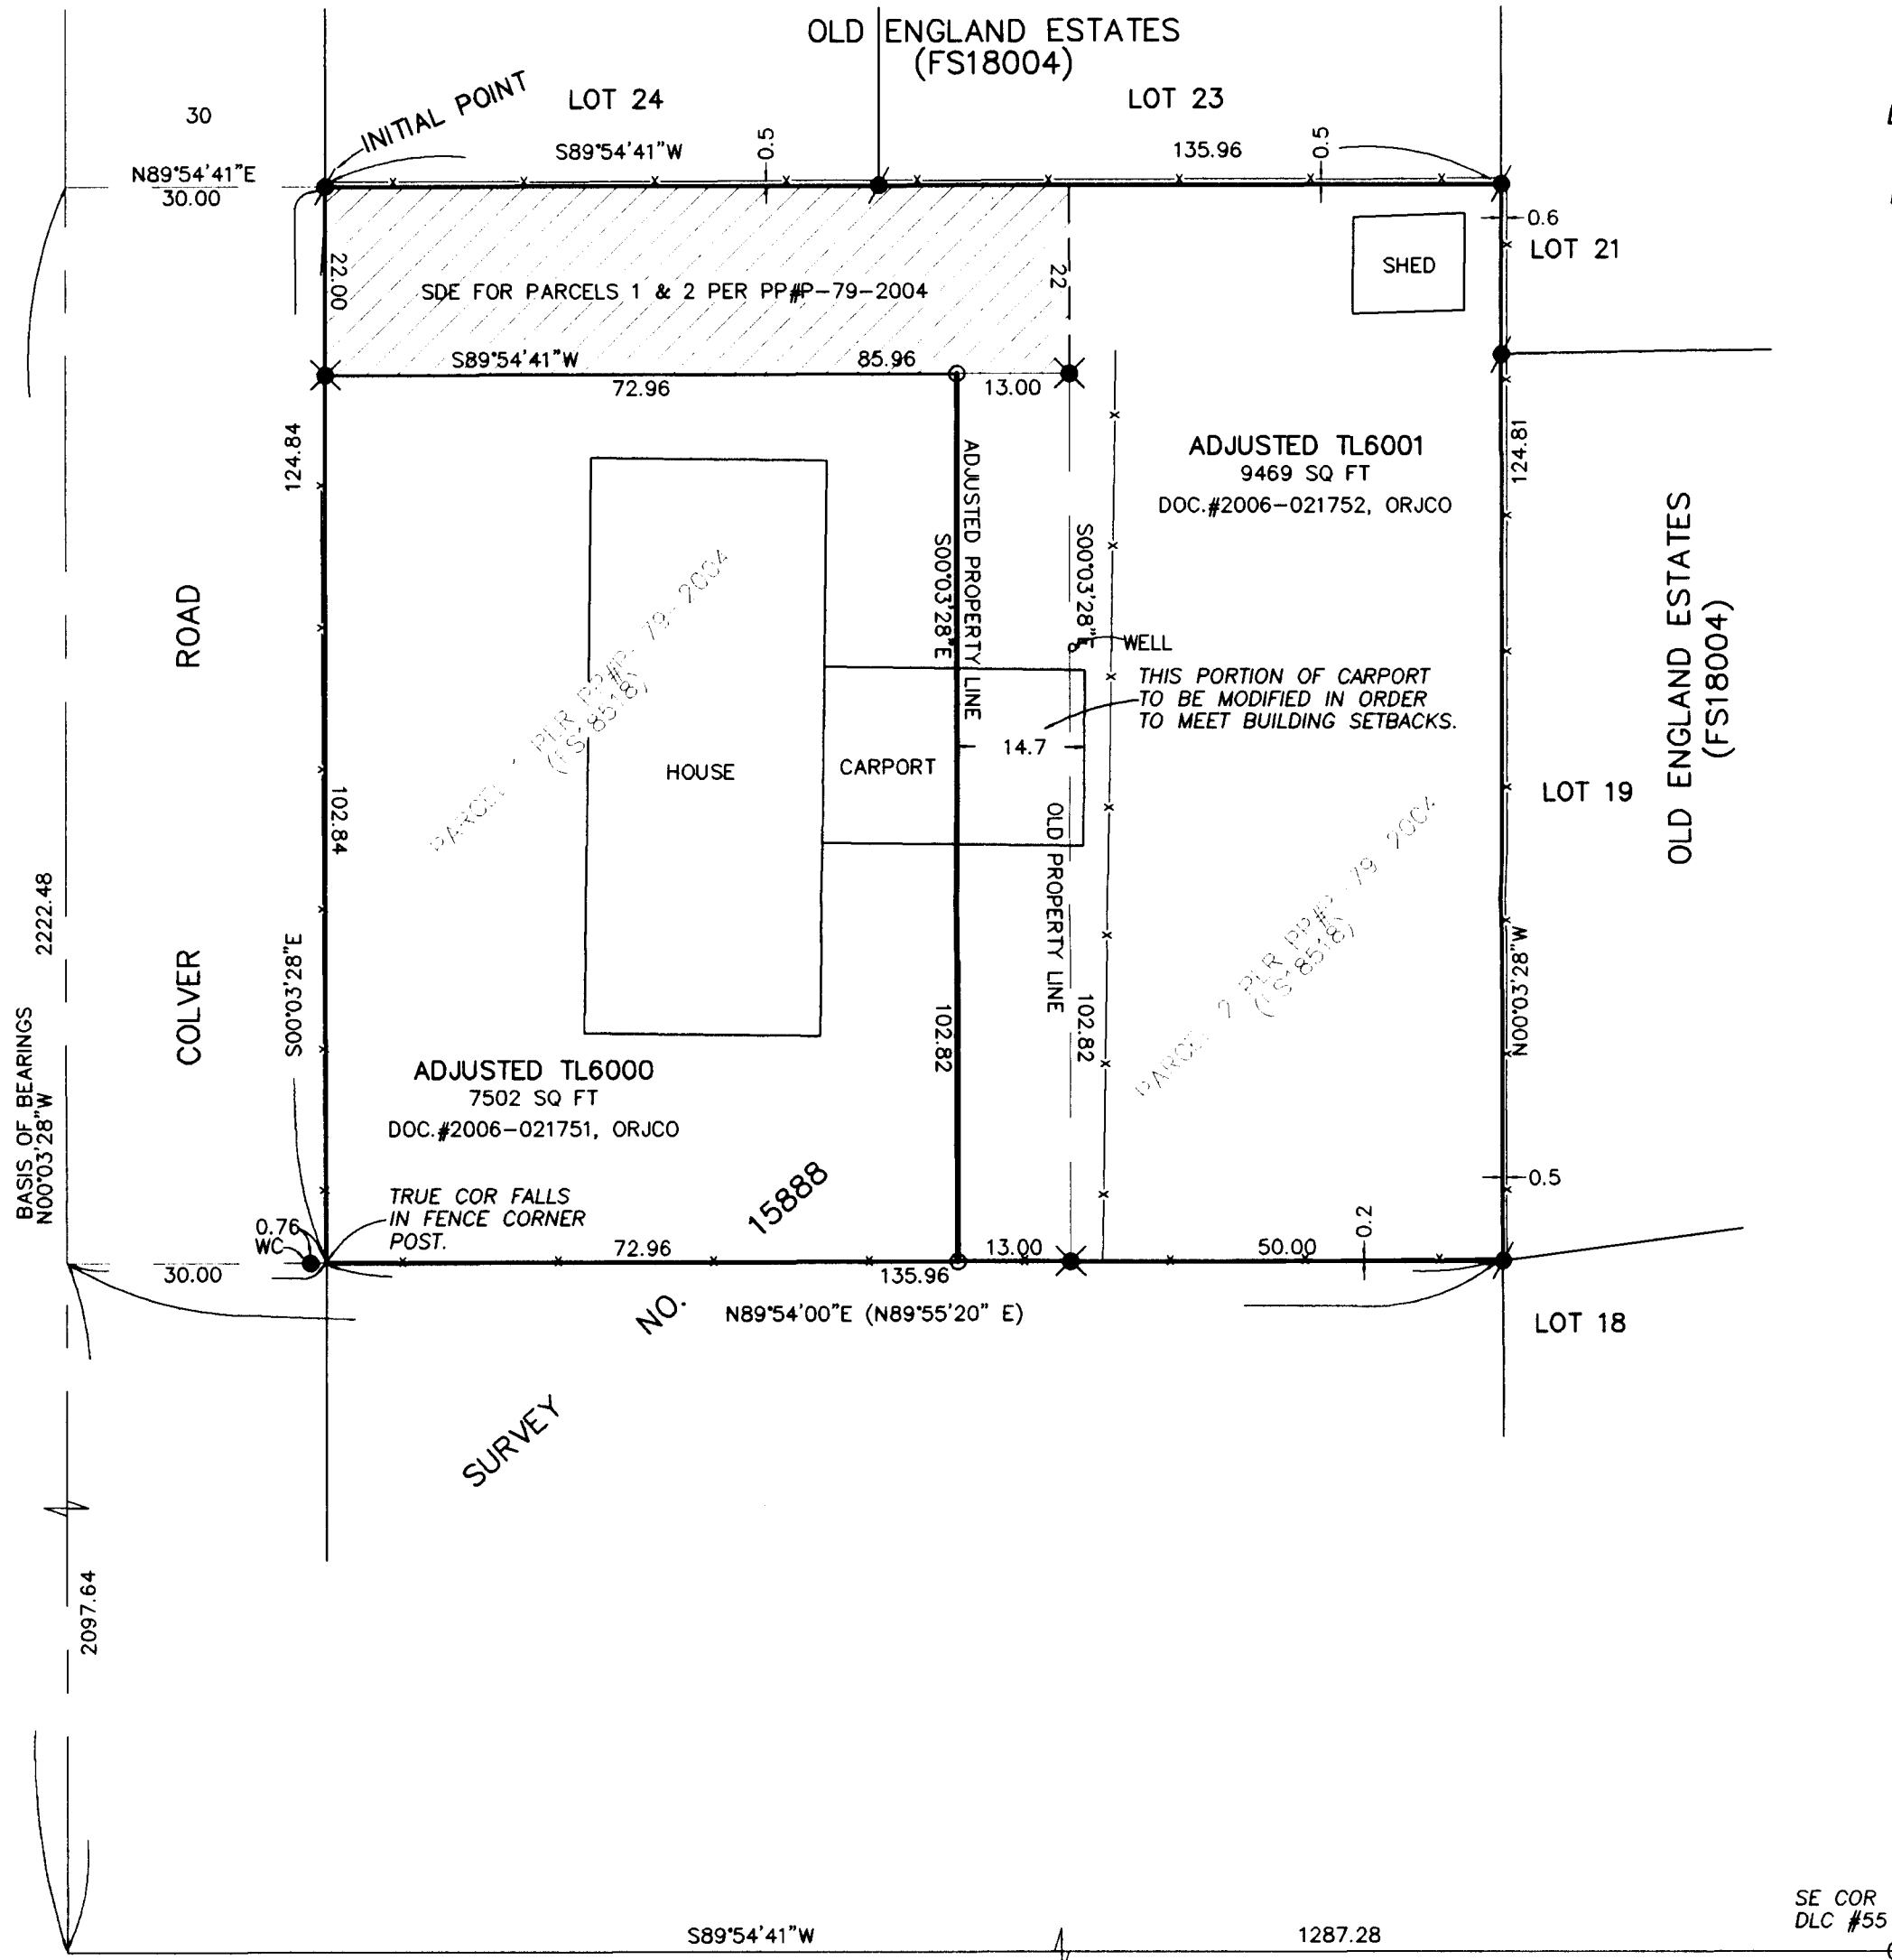 OLD ENGLAND ESTATES
(FS18004)
INITIAL POINT
LOT 24
LOT 23
30
N89°54'41"E
30.00
S89°54'41"W
0.5
135.96
0.5
0.6
LOT 21
SHED
22.00
SDE FOR PARCELS 1 & 2 PER PP#P-79-2004
22
S89°54'41"W
85.96
72.96
13.00
124.84
ADJUSTED TL6001
9469 SQ FT
DOC.#2006-021752, ORJCO
124.81
ADJUSTED PROPERTY LINE
S00°03'28"E
S00°03'28"E
WELL
THIS PORTION OF CARPORT
TO BE MODIFIED IN ORDER
TO MEET BUILDING SETBACKS.
14.7
HOUSE
CARPORT
OLD PROPERTY LINE
LOT 19
OLD ENGLAND ESTATES
(FS18004)
COLVER ROAD
102.84
2222.48
BASIS OF BEARINGS
N00°03'28"W
S00°03'28"E
102.82
102.82
N00°03'28"W
ADJUSTED TL6000
7502 SQ FT
DOC.#2006-021751, ORJCO
TRUE COR FALLS
IN FENCE CORNER
POST.
0.76
WC
30.00
72.96
13.00
50.00
0.2
0.5
135.96
N89°54'00"E (N89°55'20" E)
LOT 18
SURVEY NO. 15888
2097.64
SE COR
DLC #55
S89°54'41"W
1287.28